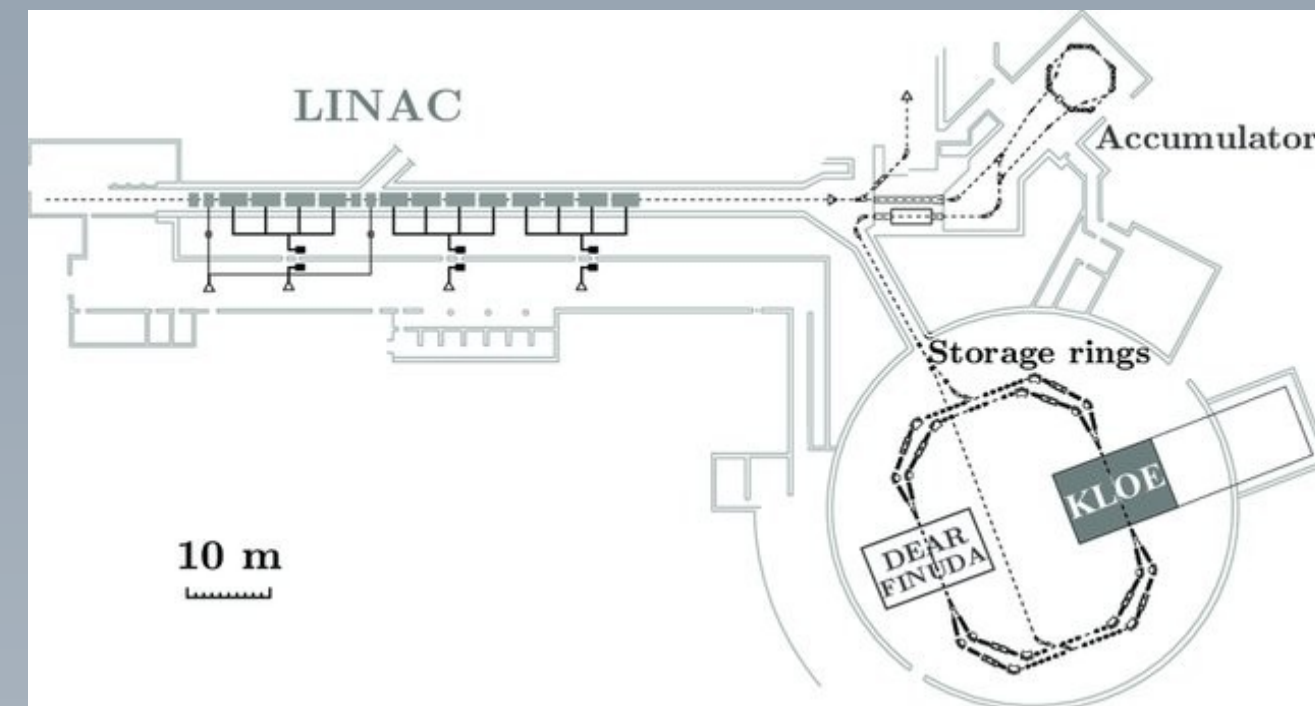 LINAC
Accumulator
Storage rings
KLOE
DEAR
FINUDA
10 m